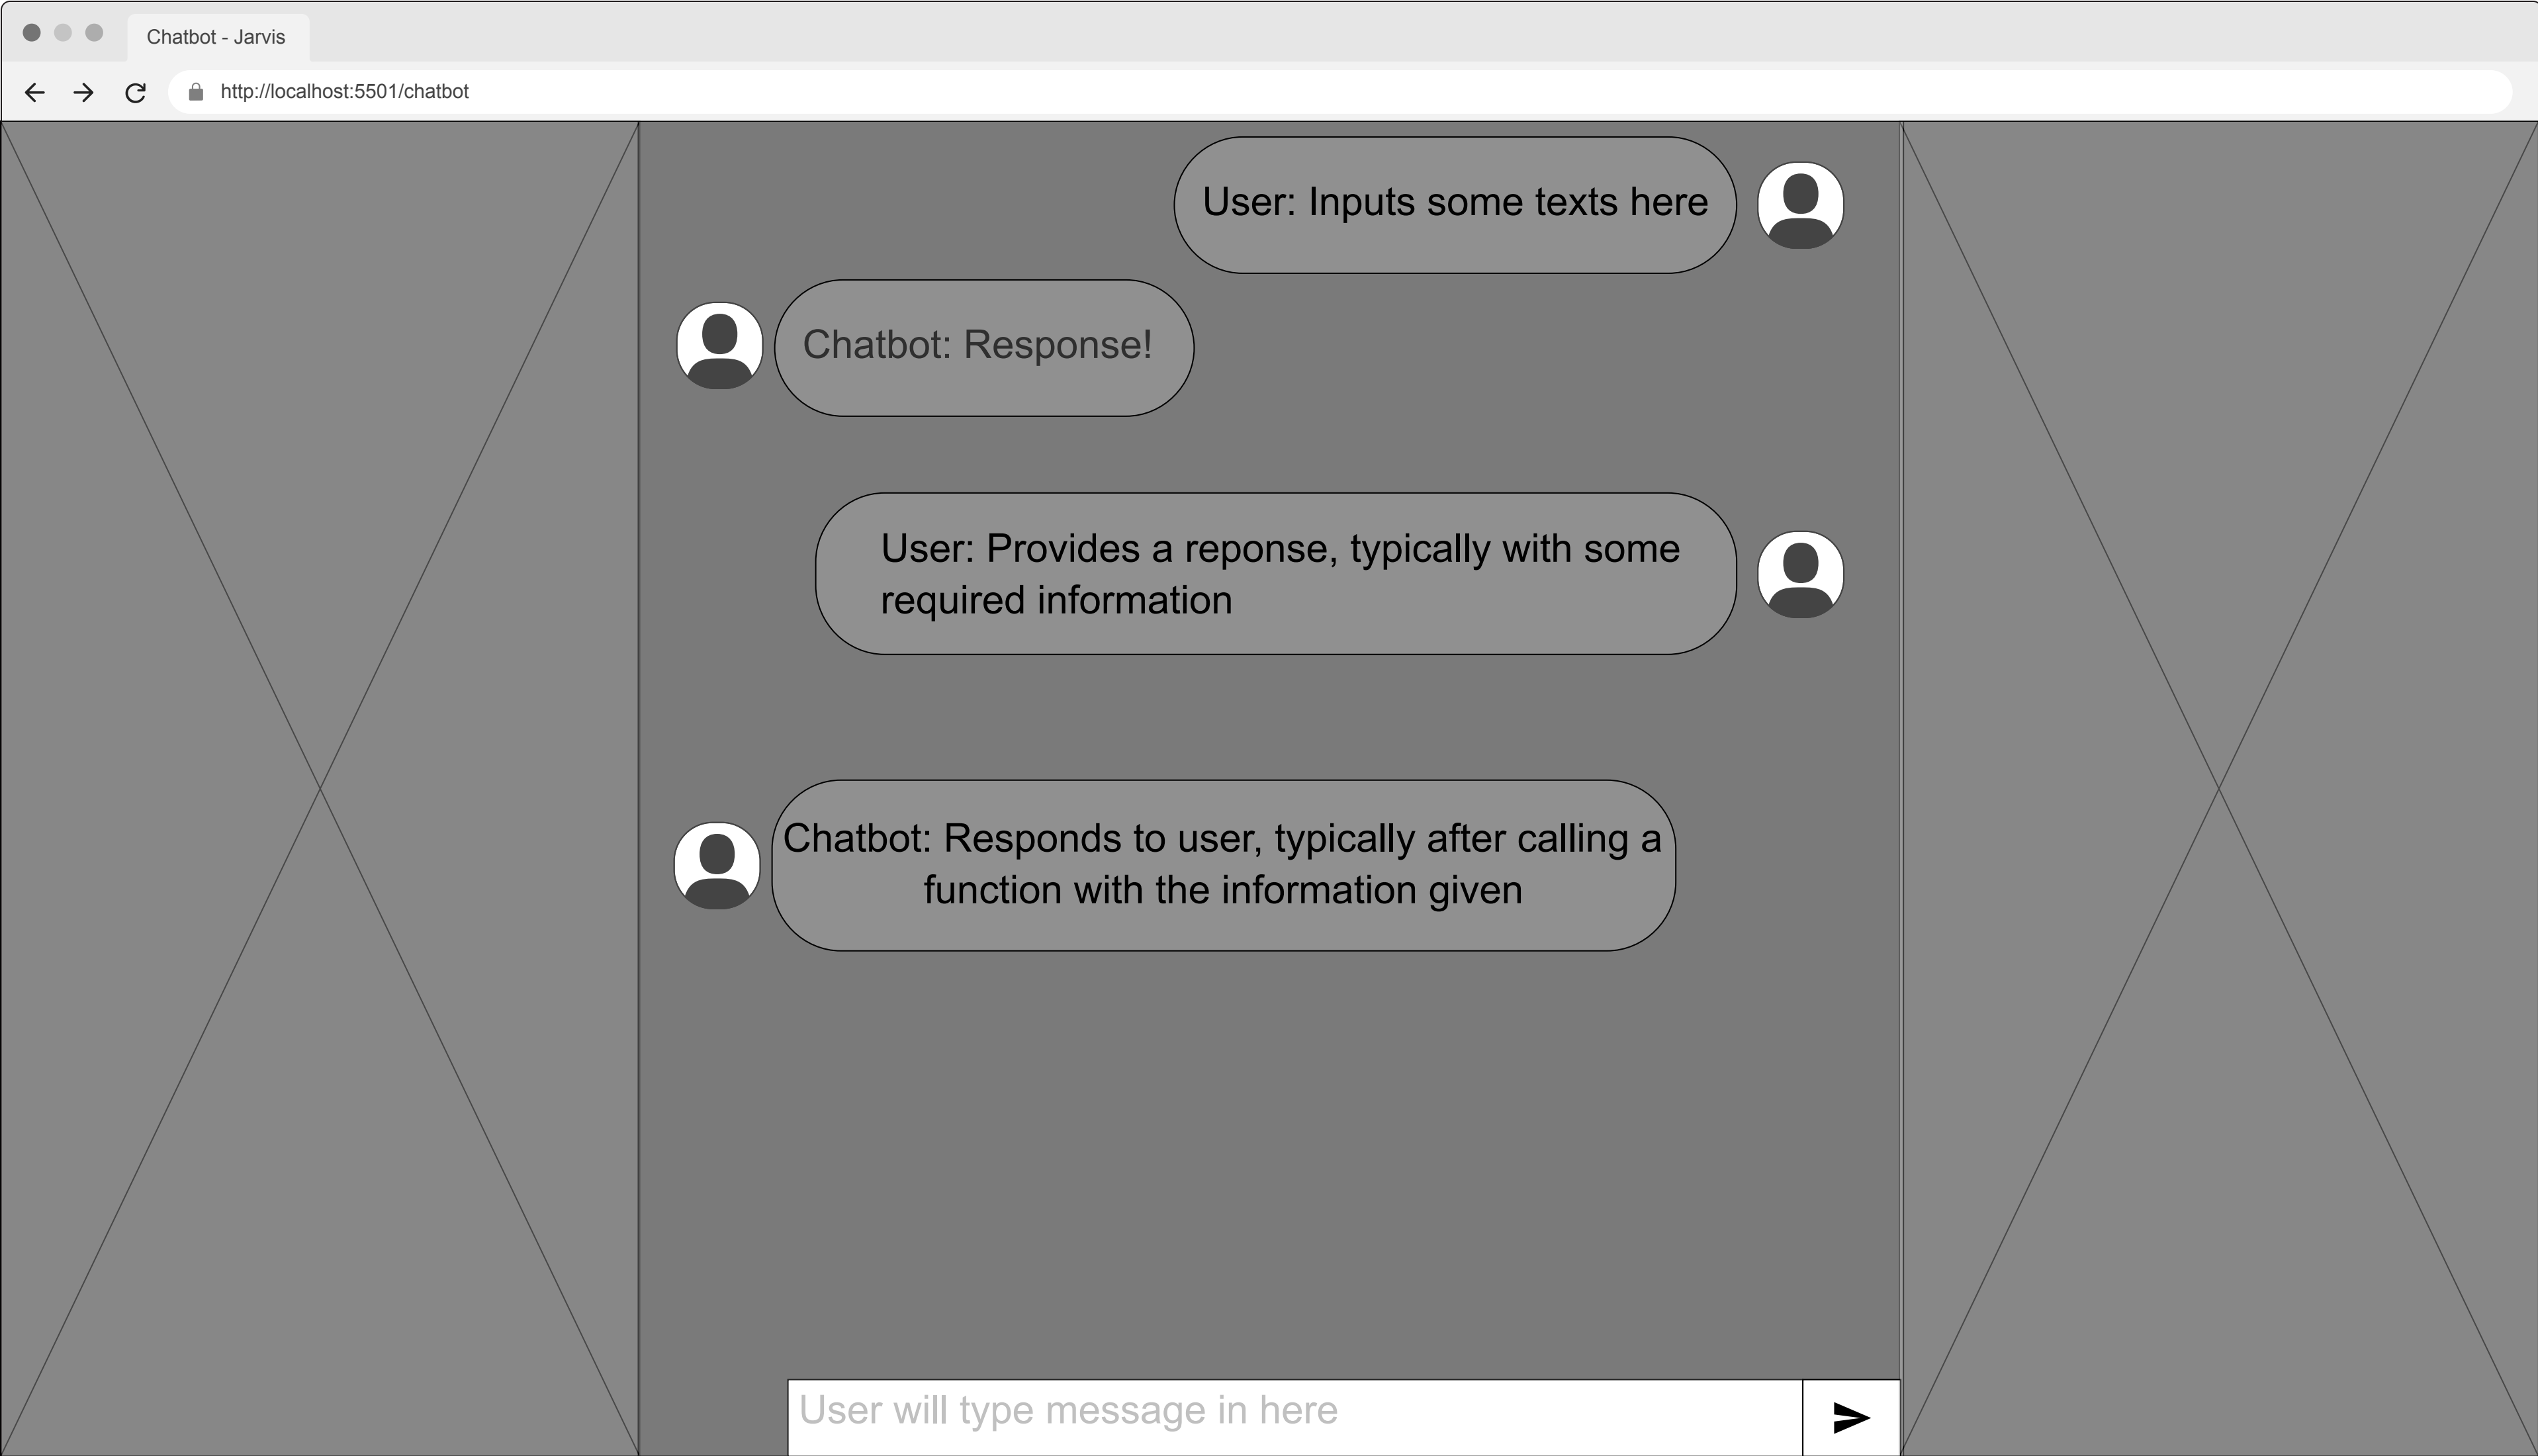 Chatbot - Jarvis
http://localhost:5501/chatbot
User: Inputs some texts here
Chatbot: Response!
User: Provides a reponse, typically with some
required information
Chatbot: Responds to user, typically after calling a
function with the information given
User will type message in here